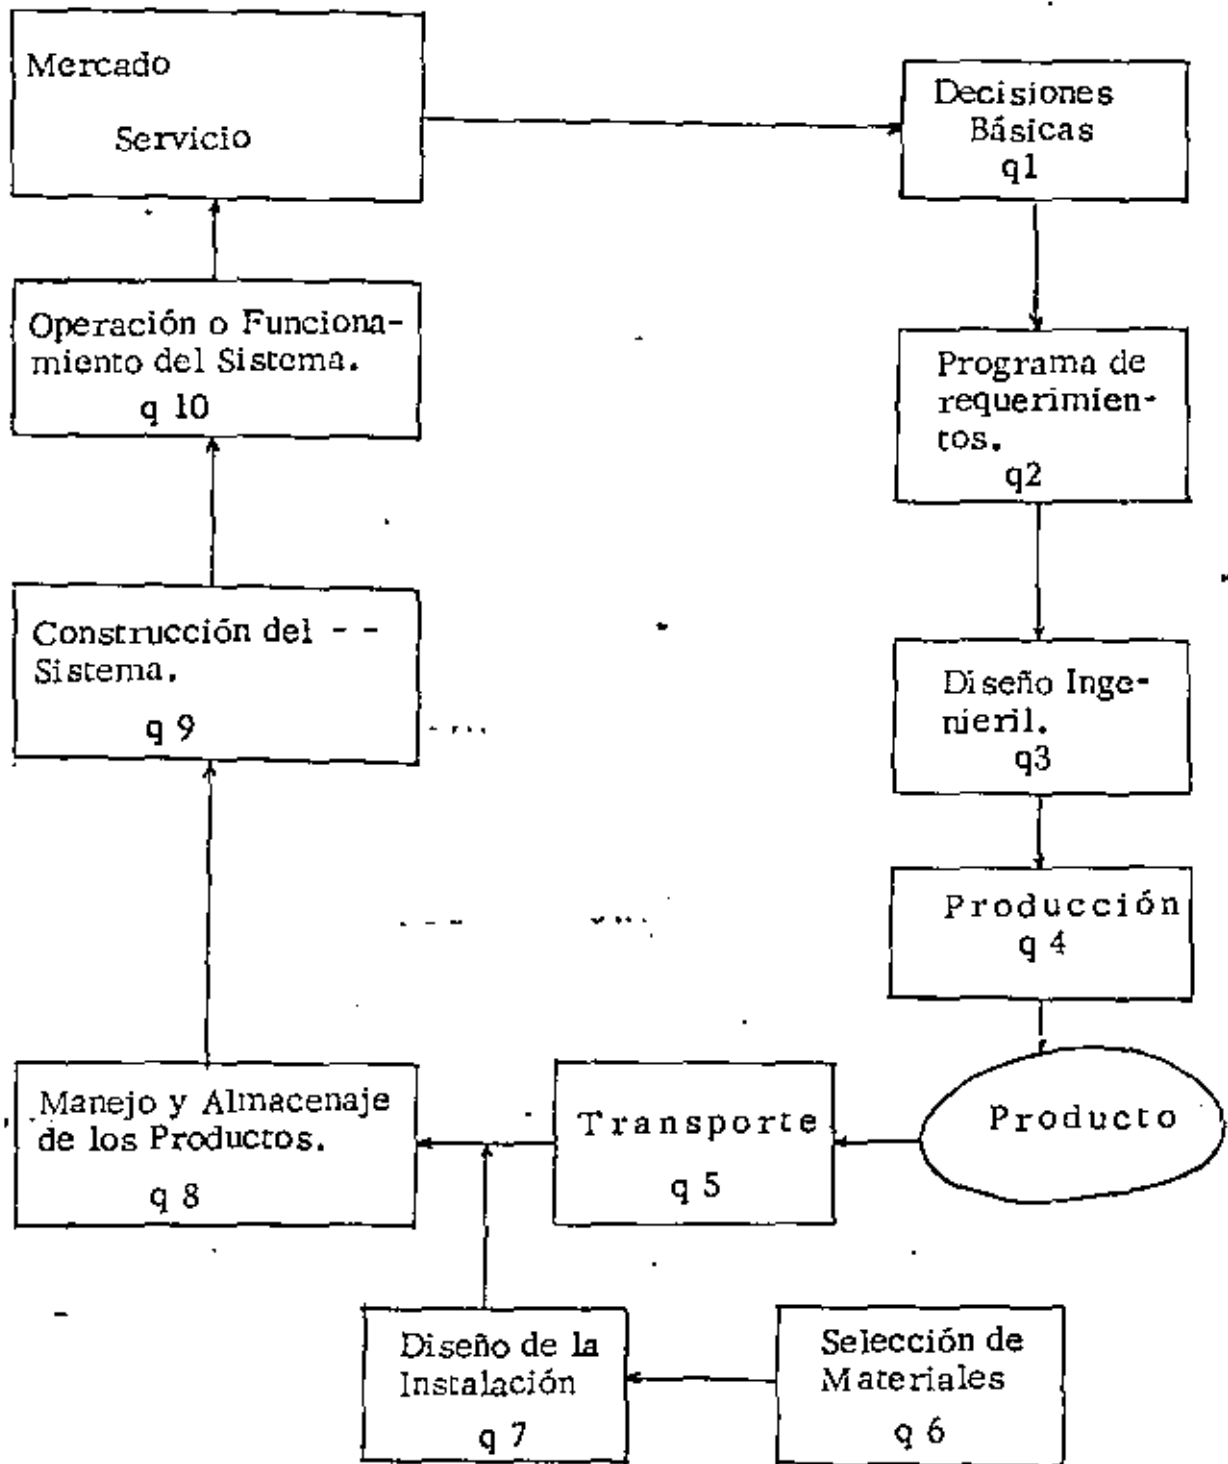 Mercado
Servicio
Decisiones
Básicas
q1
Programa de
requerimien-
tos.
q2
Diseño Inge-
nieril.
q3
Producción
q 4
Producto
Transporte
q 5
Selección de
Materiales
q 6
Diseño de la
Instalación
q 7
Manejo y Almacenaje
de los Productos.
q 8
Construcción del - -
Sistema.
q 9
Operación o Funciona-
miento del Sistema.
q 10